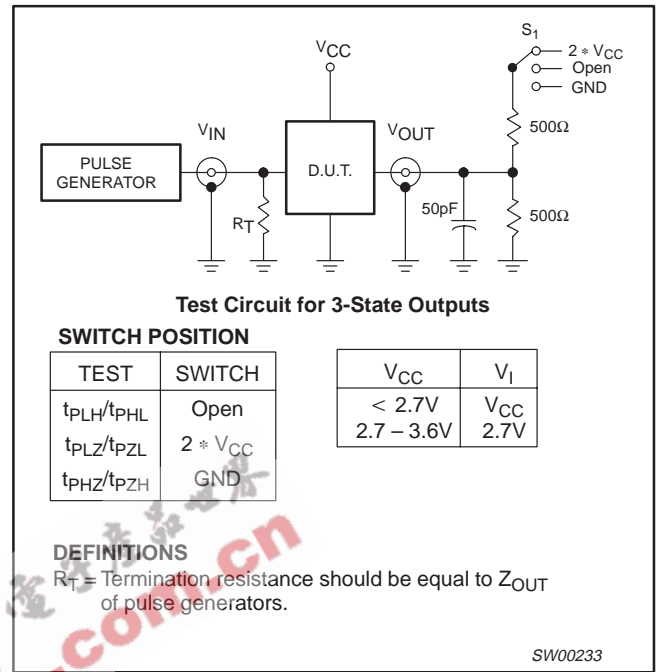 S1
2 * VCC
Open
GND
VCC
VIN
VOUT
500Ω
PULSE
GENERATOR
D.U.T.
50pF
RT
500Ω
Test Circuit for 3-State Outputs
SWITCH POSITION
TEST SWITCH
tPLH/tPHL Open
tPLZ/tPZL 2 * VCC
tPHZ/tPZH GND
VCC VI
< 2.7V VCC
2.7 – 3.6V 2.7V
DEFINITIONS
RT = Termination resistance should be equal to ZOUT
of pulse generators.
SW00233
com.cn